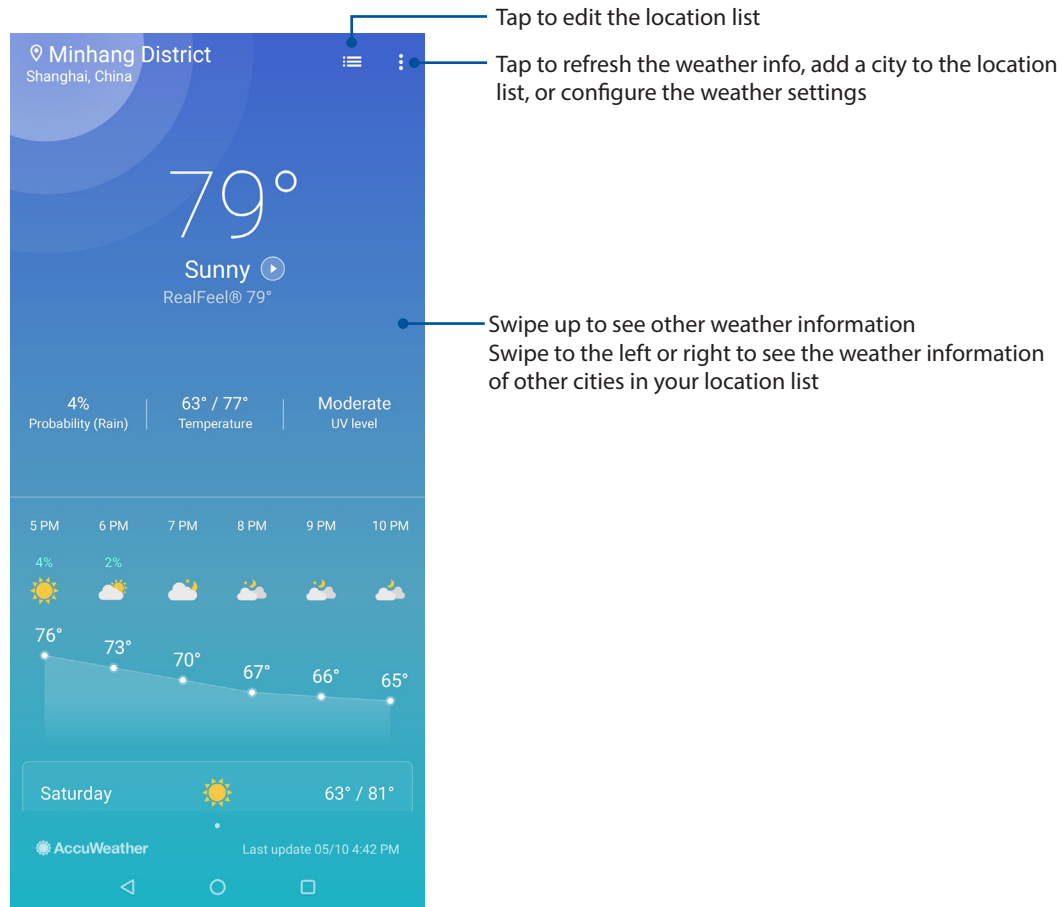 Tap to edit the location list
Minhang District
Shanghai, China
Tap to refresh the weather info, add a city to the location
list, or configure the weather settings
79°
Sunny
RealFeel® 79°
Swipe up to see other weather information
Swipe to the left or right to see the weather information
of other cities in your location list
4% 63° / 77° Moderate
Probability (Rain) Temperature UV level
5 PM 6 PM 7 PM 8 PM 9 PM 10 PM
4% 2%
76° 73° 70° 67° 66° 65°
Saturday 63° / 81°
AccuWeather Last update 05/10 4:42 PM